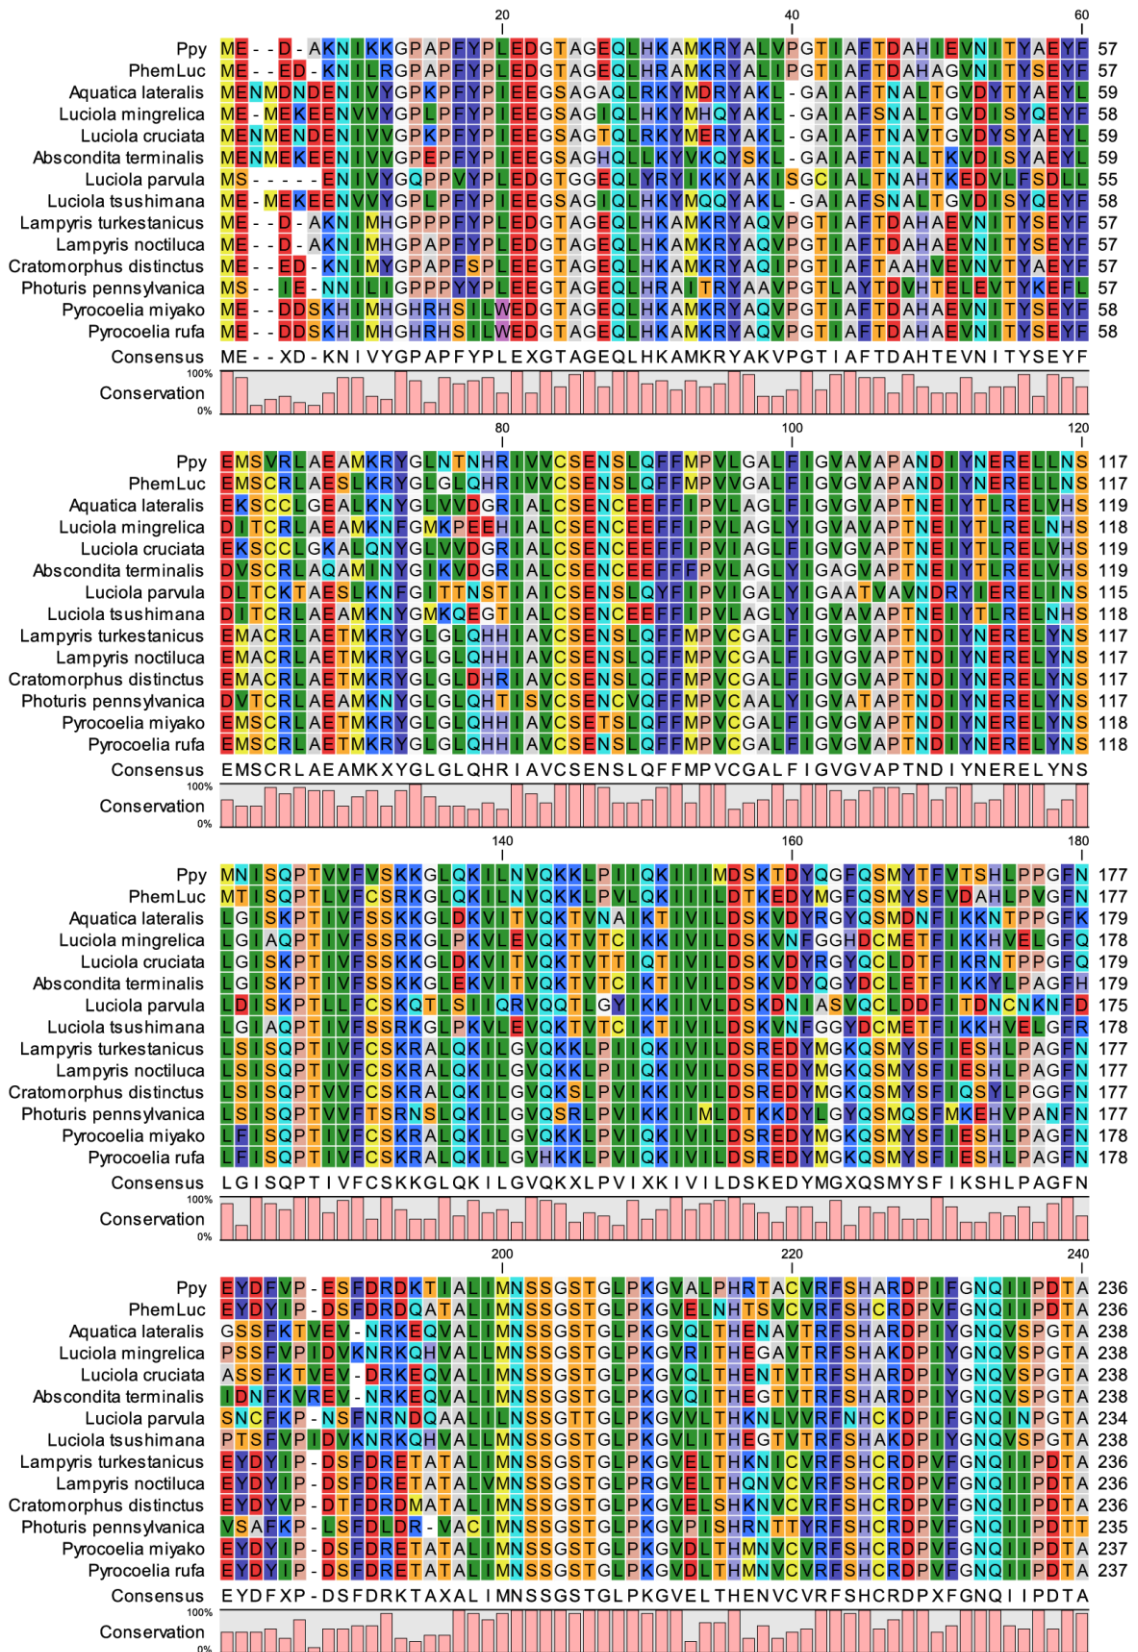 20 40 60
Ppy ME--D-AKNIKKGPAPFYPLEDGTAGEQLHKAMKRYALVPGTIAFTDAHIEVNITYAEYF 57
PhemLuc ME--ED-KNILRGPAPFYPLEDGTAGEQLHRAMKRYALIPGTIAFTDAHAGVNITYSEYF 57
Aquatica lateralis MENMDNDENIVYGPKPFYPIEEGSAGAQLRKYMDRYAKL-GAIAFTNALTGVDYTYAEYL 59
Luciola mingrelica ME-MEKEENVVYGPLPFYPIEEGSAGIQLHKYMHQYAKL-GAIAFSNALTGVDISYQEYF 58
Luciola cruciata MENMENDENIVVGPKPFYPIEEGSAGTQLRKYMERYAKL-GAIAFTNAVTGVDYSYAEYL 59
Abscondita terminalis MENMEKEENIVVGPEPFYPIEEGSAGHQLLKYVKQYSKL-GAIAFTNALTKVDISYAEYL 59
Luciola parvula MS-----ENIVYGQPPVYPLEDGTGGEQLYRYIKKYAKISGCIALTNAHTKEDVLFSDLL 55
Luciola tsushimana ME-MEKEENVVYGPLPFYPIEEGSAGIQLHKYMQQYAKL-GAIAFSNALTGVDISYQEYF 58
Lampyris turkestanicus ME--D-AKNIMHGPPPFYPLEDGTAGEQLHKAMKRYAQVPGTIAFTDAHAEVNITYSEYF 57
Lampyris noctiluca ME--D-AKNIMHGPAPFYPLEDGTAGEQLHKAMKRYAQVPGTIAFTDAHAEVNITYSEYF 57
Cratomorphus distinctus ME--ED-KNIMYGPAPFSPLEEGTAGEQLHKAMKRYAQIPGTIAFTAAHVEVNVTYAEYF 57
Photuris pennsylvanica MS--IE-NNILIGPPPYYPLEEGTAGEQLHRAITRYAAVPGTLAYTDVHTELEVTYKEFL 57
Pyrocoelia miyako ME--DDSKHIMHGHRHSILWEDGTAGEQLHKAMKRYAQVPGTIAFTDAHAEVNITYSEYF 58
Pyrocoelia rufa ME--DDSKHIMHGHRHSILWEDGTAGEQLHKAMKRYAQVPGTIAFTDAHAEVNITYSEYF 58
Consensus ME--XD-KNIVYGPAPFYPLEXGTAGEQLHKAMKRYAKVPGTIAFTDAHTEVNITYSEYF
100%
Conservation
0%
80 100 120
Ppy EMSVRLAEAMKRYGLNTNHRIVVCSENSLQFFMPVLGALFIGVAVAPANDIYNERELLNS 117
PhemLuc EMSCRLAESLKRYGLGLQHRIVVCSENSLQFFMPVVGALFIGVGVAPANDIYNERELLNS 117
Aquatica lateralis EKSCCLGEALKNYGLVVDGRIALCSENCEEFFIPVLAGLFIGVGVAPTNEIYTLRELVHS 119
Luciola mingrelica DITCRLAEAMKNFGMKPEEHIALCSENCEEFFIPVLAGLYIGVAVAPTNEIYTLRELNHS 118
Luciola cruciata EKSCCLGKALQNYGLVVDGRIALCSENCEEFFIPVIAGLFIGVGVAPTNEIYTLRELVHS 119
Abscondita terminalis DVSCRLAQAMINYGIKVDGRIALCSENCEEFFFPVLAGLYIGAGVAPTNEIYTLRELVHS 119
Luciola parvula DLTCKTAESLKNFGITTNSTIAICSENSLQYFIPVIGALYIGAATVAVNDRYIERELINS 115
Luciola tsushimana DITCRLAEAMKNYGMKQEGTIALCSENCEEFFIPVLAGLYIGVAVAPTNEIYTLRELNHS 118
Lampyris turkestanicus EMACRLAETMKRYGLGLQHHIAVCSENSLQFFMPVCGALFIGVGVAPTNDIYNERELYNS 117
Lampyris noctiluca EMACRLAETMKRYGLGLQHHIAVCSENSLQFFMPVCGALFIGVGVAPTNDIYNERELYNS 117
Cratomorphus distinctus EMACRLAETMKRYGLGLDHRIAVCSENSLQFFMPVCGALFIGVGVAPTNDIYNERELYNS 117
Photuris pennsylvanica DVTCRLAEAMKNYGLGLQHTISVCSENCVQFFMPVCAALYIGVATAPTNDIYNERELYNS 117
Pyrocoelia miyako EMSCRLAETMKRYGLGLQHHIAVCSETSLQFFMPVCGALFIGVGVAPTNDIYNERELYNS 118
Pyrocoelia rufa EMSCRLAETMKRYGLGLQHHIAVCSENSLQFFMPVCGALFIGVGVAPTNDIYNERELYNS 118
Consensus EMSCRLAEAMKXYGLGLQHRIAVCSENSLQFFMPVCGALFIGVGVAPTNDIYNERELYNS
100%
Conservation
0%
140 160 180
Ppy MNISQPTVVFVSKKGLQKILNVQKKLPIIQKIIIMDSKTDYQGFQSMYTFVTSHLPPGFN 177
PhemLuc MTISQPTLVFCSRKGLQKILNVQKKLPVLQKIIILDTKEDYMGFQSMYSFVDAHLPVGFN 177
Aquatica lateralis LGISKPTIVFSSKKGLDKVITVQKTVNAIKTIVILDSKVDYRGYQSMDNFIKKNTPPGFK 179
Luciola mingrelica LGIAQPTIVFSSRKGLPKVLEVQKTVTCIKKIVILDSKVNFGGHDCMETFIKKHVELGFQ 178
Luciola cruciata LGISKPTIVFSSKKGLDKVITVQKTVTTIQTIVILDSKVDYRGYQCLDTFIKRNTPPGFQ 179
Abscondita terminalis LGISKPTIVFSSKKGLEKVITVQKTVTCIKTIVILDSKVDYQGYDCLETFIKKYLPAGFH 179
Luciola parvula LDISKPTLLFCSKQTLSIIQRVQQTLGYIKKIIVLDSKDNIASVQCLDDFITDNCNKNFD 175
Luciola tsushimana LGIAQPTIVFSSRKGLPKVLEVQKTVTCIKTIVILDSKVNFGGYDCMETFIKKHVELGFR 178
Lampyris turkestanicus LSISQPTIVFCSKRALQKILGVQKKLPIIQKIVILDSREDYMGKQSMYSFIESHLPAGFN 177
Lampyris noctiluca LSISQPTIVFCSKRALQKILGVQKKLPIIQKIVILDSREDYMGKQSMYSFIESHLPAGFN 177
Cratomorphus distinctus LSISQPTVVFCSKRALQKILGVQKSLPVIKKIVILDSREDYMGKQSMYSFIQSYLPGGFN 177
Photuris pennsylvanica LSISQPTVVFTSRNSLQKILGVQSRLPVIKKIIMLDTKKDYLGYQSMQSFMKEHVPANFN 177
Pyrocoelia miyako LFISQPTIVFCSKRALQKILGVQKKLPVIQKIVILDSREDYMGKQSMYSFIESHLPAGFN 178
Pyrocoelia rufa LFISQPTIVFCSKRALQKILGVHKKLPVIQKIVILDSREDYMGKQSMYSFIESHLPAGFN 178
Consensus LGISQPTIVFCSKKGLQKILGVQKXLPVIXKIVILDSKEDYMGXQSMYSFIKSHLPAGFN
100%
Conservation
0%
200 220 240
Ppy EYDFVP-ESFDRDKTIALIMNSSGSTGLPKGVALPHRTACVRFSHARDPIFGNQIIPDTA 236
PhemLuc EYDYIP-DSFDRDQATALIMNSSGSTGLPKGVELNHTSVCVRFSHCRDPVFGNQIIPDTA 236
Aquatica lateralis GSSFKTVEV-NRKEQVALIMNSSGSTGLPKGVQLTHENAVTRFSHARDPIYGNQVSPGTA 238
Luciola mingrelica PSSFVPIDVKNRKQHVALLMNSSGSTGLPKGVRITHEGAVTRFSHAKDPIYGNQVSPGTA 238
Luciola cruciata ASSFKTVEV-DRKEQVALIMNSSGSTGLPKGVQLTHENTVTRFSHARDPIYGNQVSPGTA 238
Abscondita terminalis IDNFKVREV-NRKEQVALIMNSSGSTGLPKGVQITHEGTVTRFSHARDPIYGNQVSPGTA 238
Luciola parvula SNCFKP-NSFNRNDQAALILNSSGTTGLPKGVVLTHKNLVVRFNHCKDPIFGNQINPGTA 234
Luciola tsushimana PTSFVPIDVKNRKQHVALLMNSSGSTGLPKGVLITHEGTVTRFSHAKDPIYGNQVSPGTA 238
Lampyris turkestanicus EYDYIP-DSFDRETATALIMNSSGSTGLPKGVELTHKNICVRFSHCRDPVFGNQIIPDTA 236
Lampyris noctiluca EYDYIP-DSFDRETATALIMNSSGSTGLPRGVELTHQNVCVRFSHCRDPVFGNQIIPDTA 236
Cratomorphus distinctus EYDYVP-DTFDRDMATALIMNSSGSTGLPKGVELSHKNVCVRFSHCRDPVFGNQIIPDTA 236
Photuris pennsylvanica VSAFKP-LSFDLDR-VACIMNSSGSTGLPKGVPISHRNTTYRFSHCRDPVFGNQIIPDTT 235
Pyrocoelia miyako EYDYIP-DSFDRETATALIMNSSGSTGLPKGVDLTHMNVCVRFSHCRDPVFGNQIIPDTA 237
Pyrocoelia rufa EYDYIP-DSFDRETATALIMNSSGSTGLPKGVELTHMNVCVRFSHCRDPVFGNQIIPDTA 237
Consensus EYDFXP-DSFDRKTAXALIMNSSGSTGLPKGVELTHENVCVRFSHCRDPXFGNQIIPDTA
100%
Conservation
0%